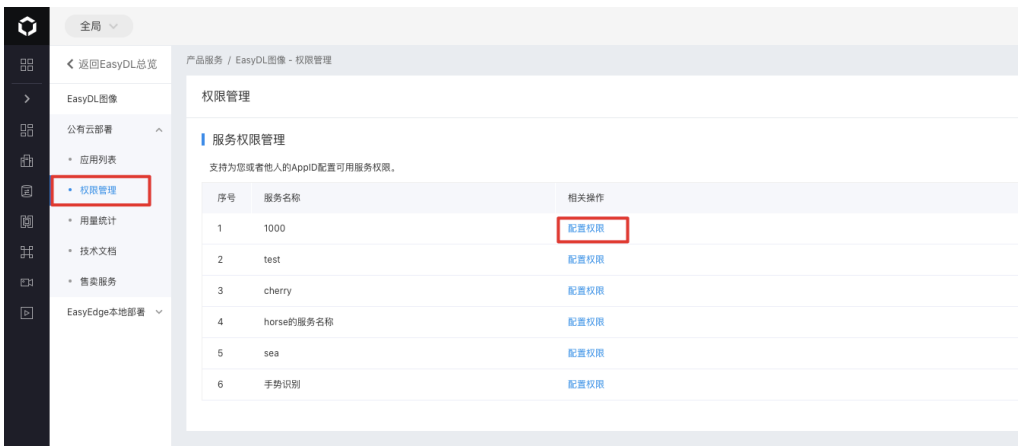 全局
返回EasyDL总览
产品服务 / EasyDL图像 - 权限管理
EasyDL图像
权限管理
公有云部署
服务权限管理
应用列表
支持为您或者他人的AppID配置可用服务权限。
权限管理
序号 服务名称 相关操作
用量统计
1 1000 配置权限
技术文档
2 test 配置权限
售卖服务
3 cherry 配置权限
EasyEdge本地部署
4 horse的服务名称 配置权限
5 sea 配置权限
6 手势识别 配置权限